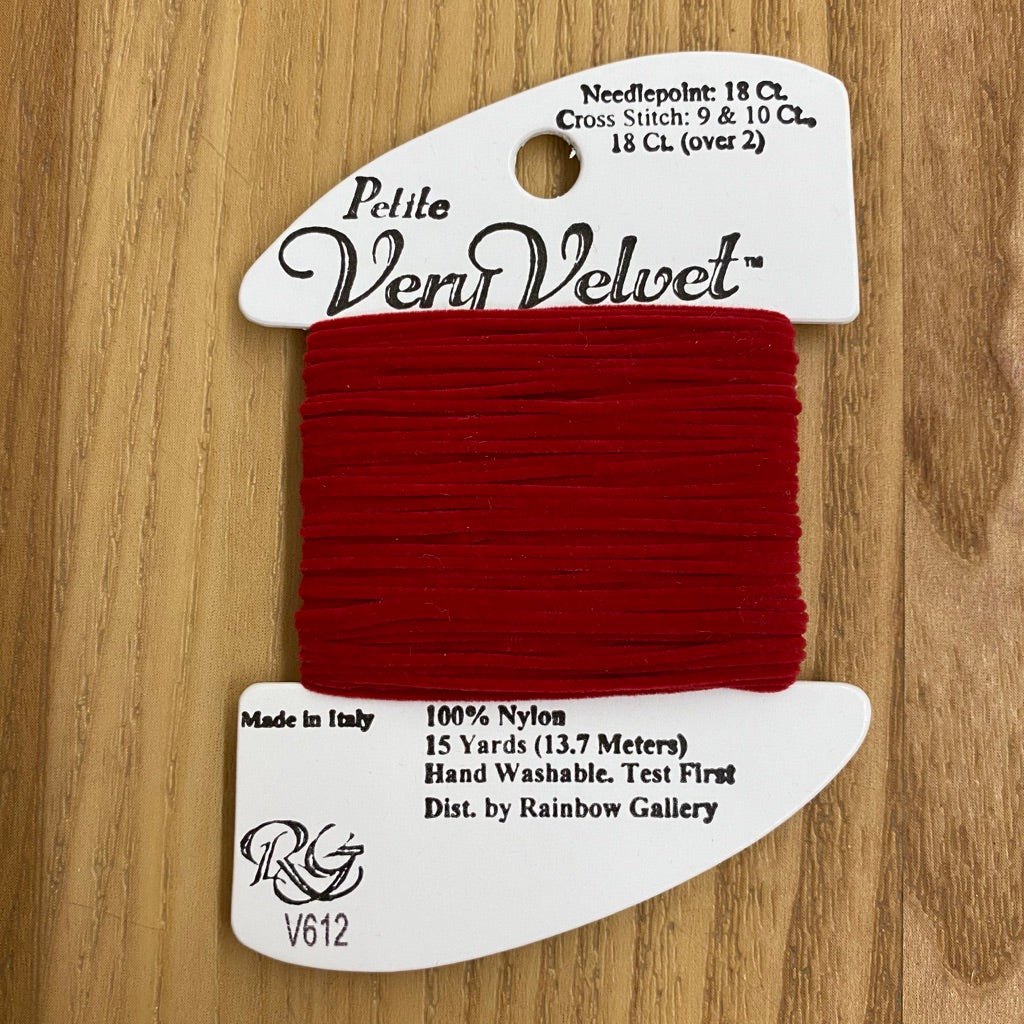 Needlepoint: 18 Ct.
Cross Stitch: 9 & 10 Ct.,
18 Ct. (over 2)
Petite
Very Velvet™
Made in Italy
100% Nylon
15 Yards (13.7 Meters)
Hand Washable. Test First
Dist. by Rainbow Gallery
RG
V612